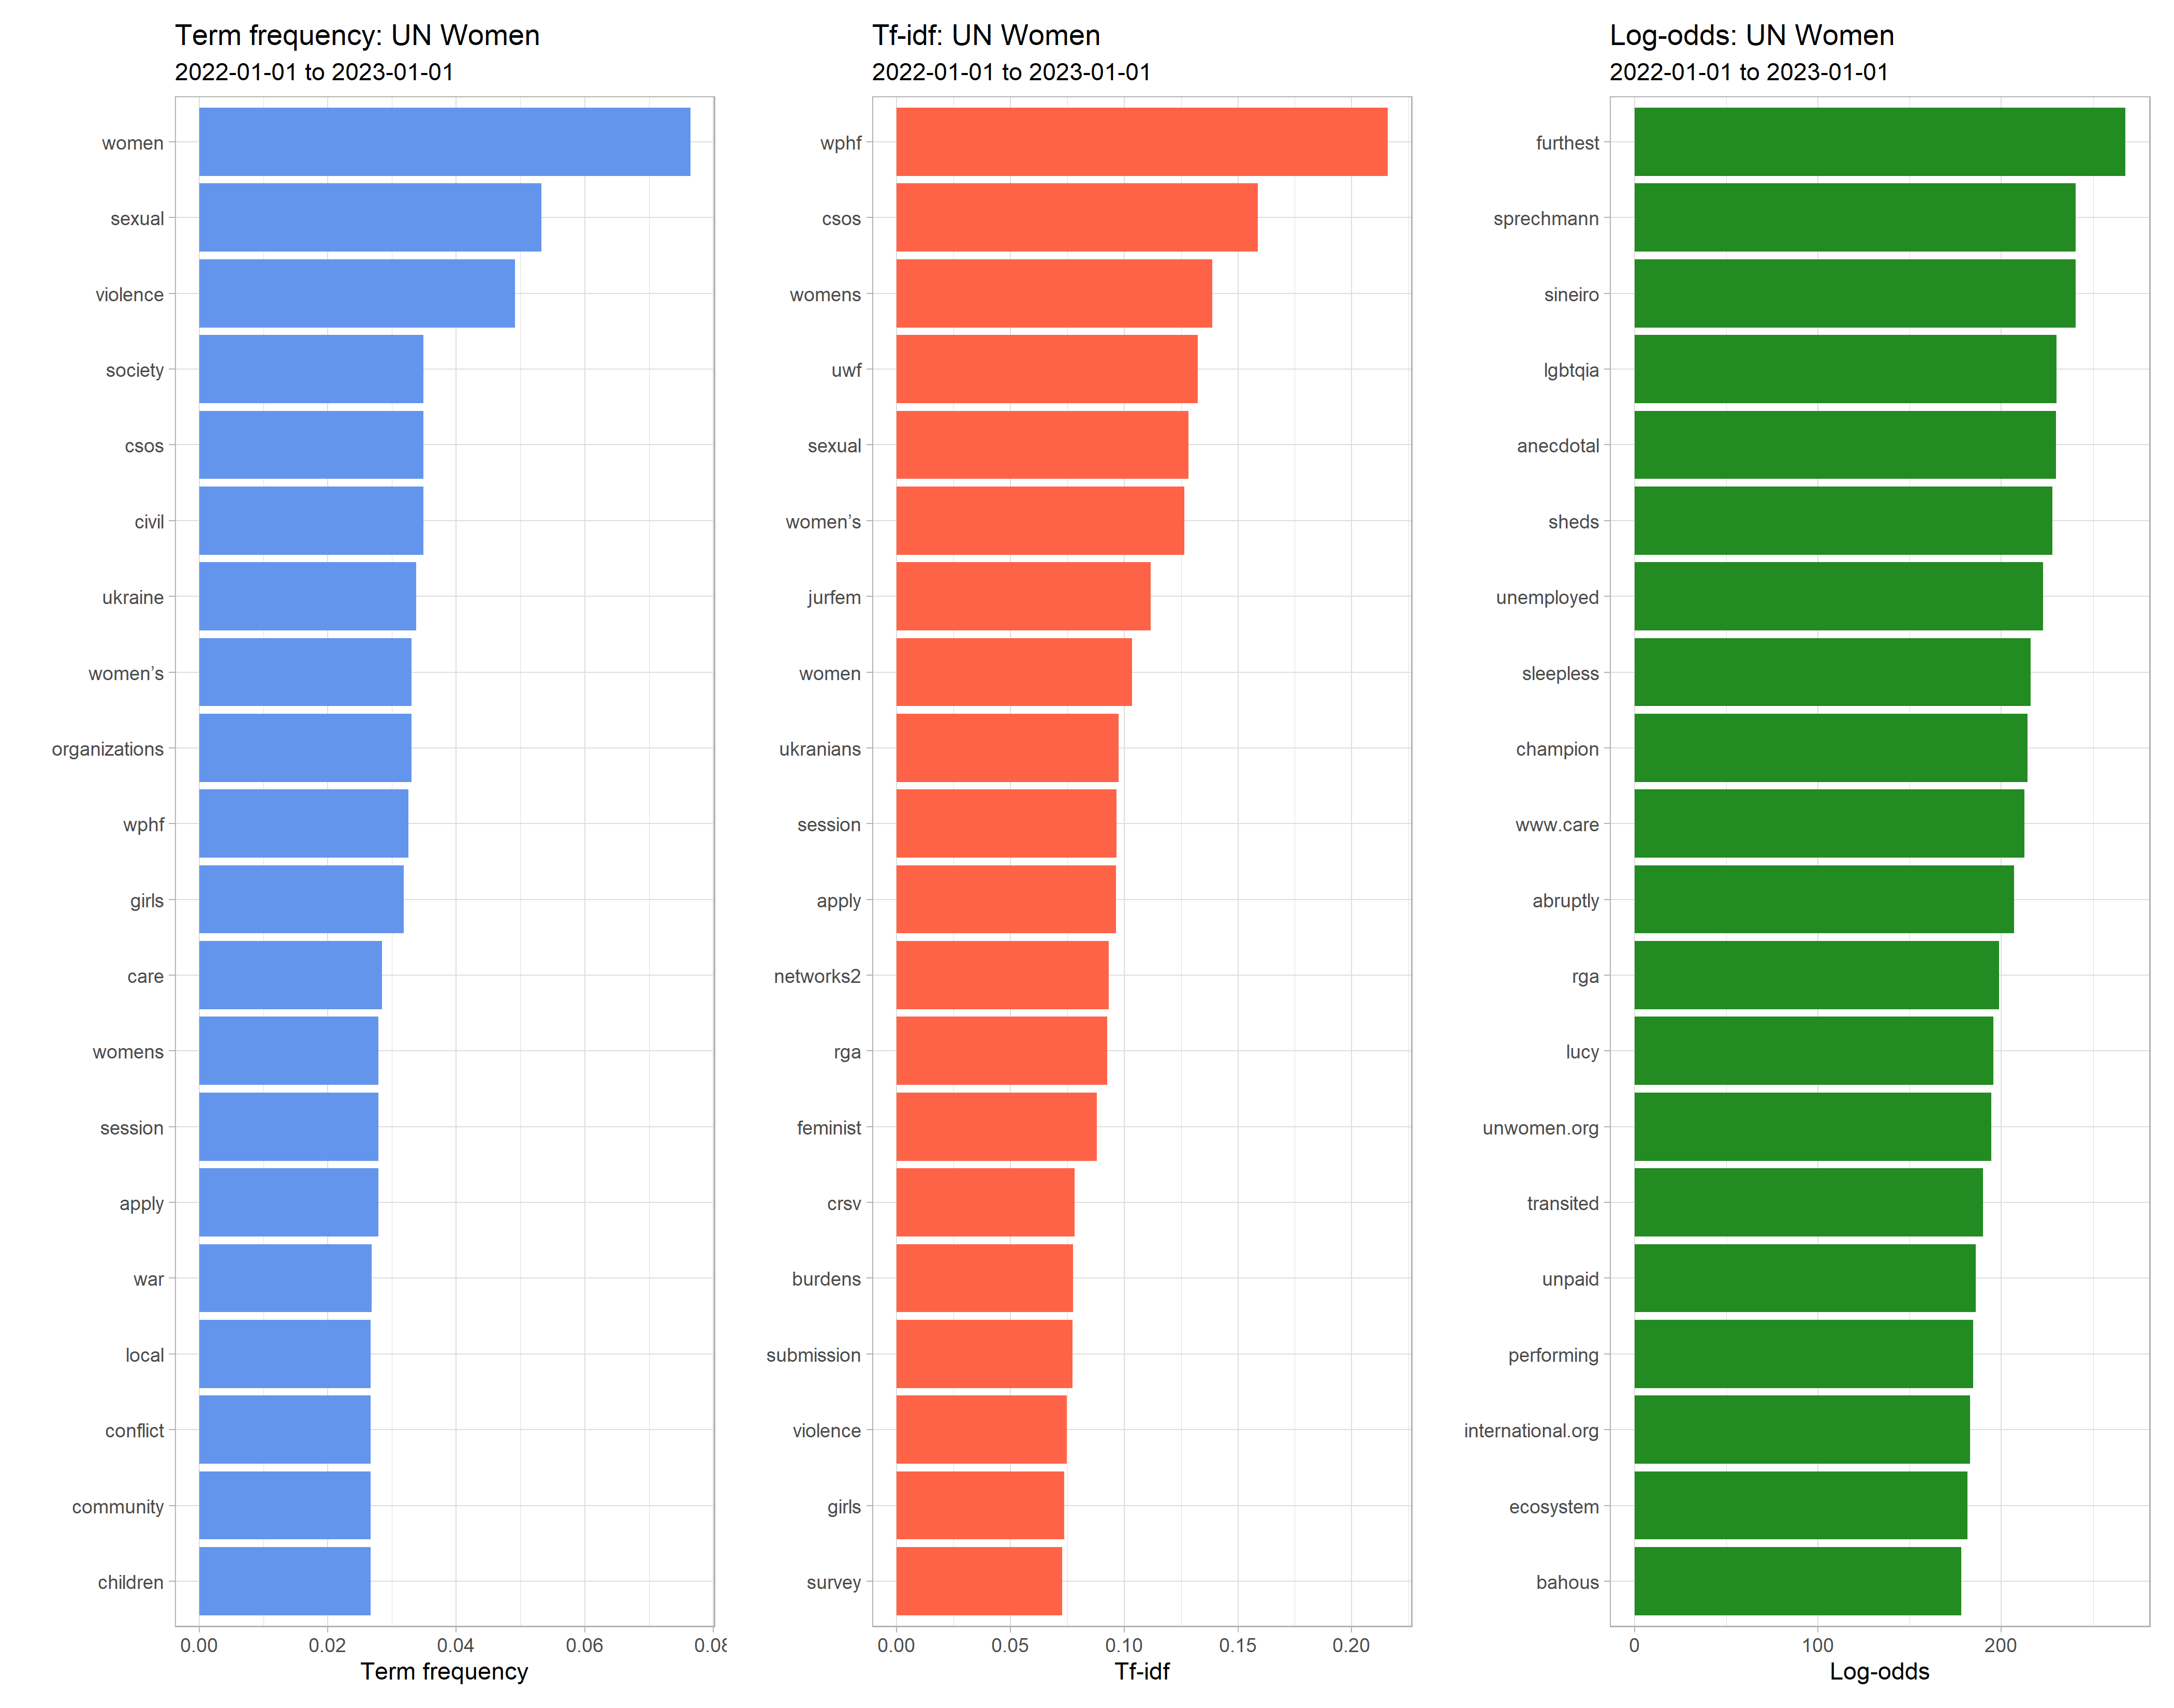 Term frequency: UN Women
2022-01-01 to 2023-01-01
women
sexual
violence
society
csos
civil
ukraine
women’s
organizations
wphf
girls
care
womens
session
apply
war
local
conflict
community
children
0.00 0.02 0.04 0.06 0.08
Term frequency
Tf-idf: UN Women
2022-01-01 to 2023-01-01
wphf
csos
womens
uwf
sexual
women’s
jurfem
women
ukranians
session
apply
networks2
rga
feminist
crsv
burdens
submission
violence
girls
survey
0.00 0.05 0.10 0.15 0.20
Tf-idf
Log-odds: UN Women
2022-01-01 to 2023-01-01
furthest
sprechmann
sineiro
lgbtqia
anecdotal
sheds
unemployed
sleepless
champion
www.care
abruptly
rga
lucy
unwomen.org
transited
unpaid
performing
international.org
ecosystem
bahous
0 100 200
Log-odds